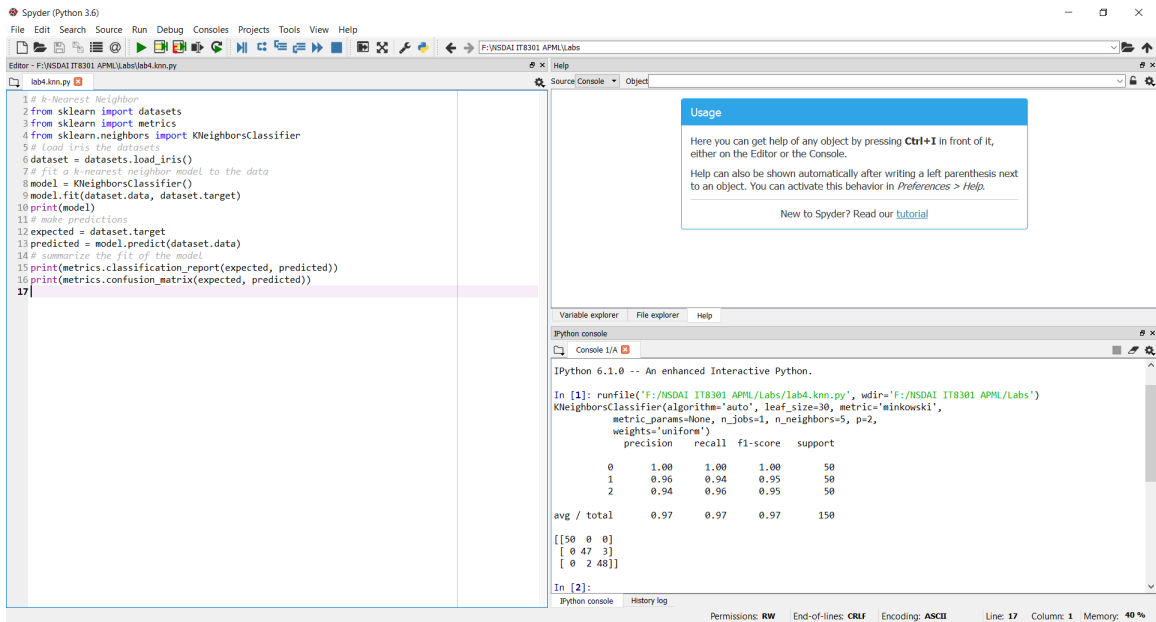 Spyder (Python 3.6)
File Edit Search Source Run Debug Consoles Projects Tools View Help
F:\NSDAI IT8301 APML\Labs
Editor - F:\NSDAI IT8301 APML\Labs\lab4.knn.py
lab4.knn.py
1 # k-Nearest Neighbor
2 from sklearn import datasets
3 from sklearn import metrics
4 from sklearn.neighbors import KNeighborsClassifier
5 # load iris the datasets
6 dataset = datasets.load_iris()
7 # fit a k-nearest neighbor model to the data
8 model = KNeighborsClassifier()
9 model.fit(dataset.data, dataset.target)
10 print(model)
11 # make predictions
12 expected = dataset.target
13 predicted = model.predict(dataset.data)
14 # summarize the fit of the model
15 print(metrics.classification_report(expected, predicted))
16 print(metrics.confusion_matrix(expected, predicted))
17
Help
Source Console Object
Usage
Here you can get help of any object by pressing Ctrl+I in front of it,
either on the Editor or the Console.
Help can also be shown automatically after writing a left parenthesis next
to an object. You can activate this behavior in Preferences > Help.
New to Spyder? Read our tutorial
Variable explorer File explorer Help
IPython console
Console 1/A
IPython 6.1.0 -- An enhanced Interactive Python.
In [1]: runfile('F:/NSDAI IT8301 APML/Labs/lab4.knn.py', wdir='F:/NSDAI IT8301 APML/Labs')
KNeighborsClassifier(algorithm='auto', leaf_size=30, metric='minkowski',
metric_params=None, n_jobs=1, n_neighbors=5, p=2,
weights='uniform')
precision recall f1-score support
0 1.00 1.00 1.00 50
1 0.96 0.94 0.95 50
2 0.94 0.96 0.95 50
avg / total 0.97 0.97 0.97 150
[[50 0 0]
[ 0 47 3]
[ 0 2 48]]
In [2]:
IPython console History log
Permissions: RW End-of-lines: CRLF Encoding: ASCII Line: 17 Column: 1 Memory: 40 %